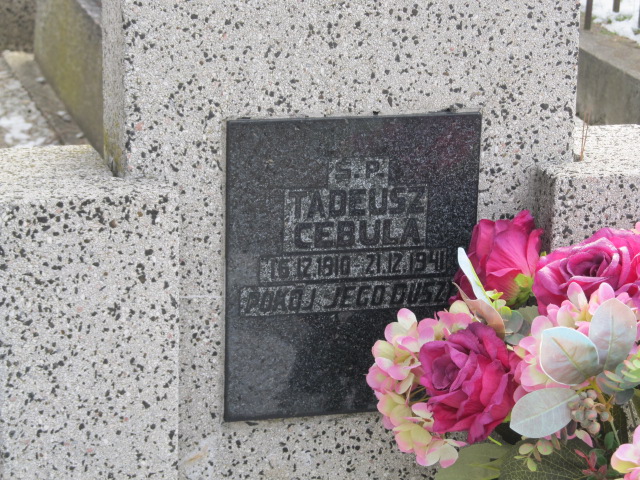 Ś.P.
TADEUSZ
CEBULA
16.12.1910-21.12.1941
POKÓJ JEGO DUSZY